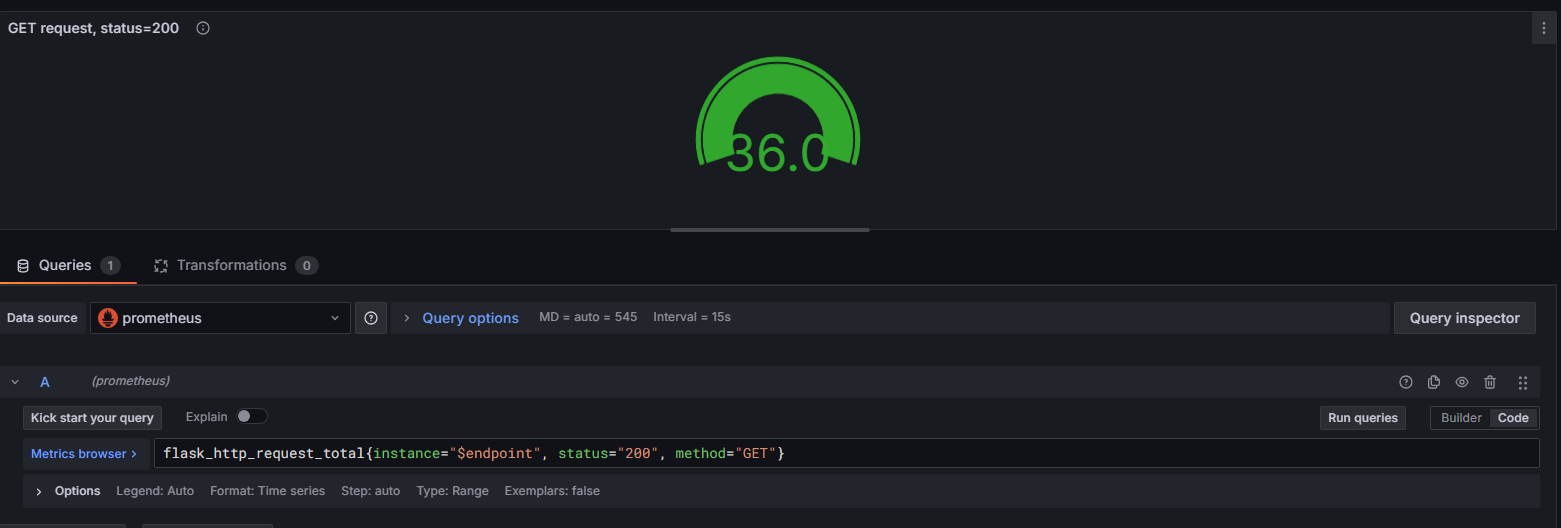 GET request, status=200
36.0
Queries 1 Transformations 0
Data source prometheus Query options MD = auto = 545 Interval = 15s Query inspector
A (prometheus)
Kick start your query Explain Run queries Builder Code
Metrics browser > flask_http_request_total{instance="$endpoint", status="200", method="GET"}
Options Legend: Auto Format: Time series Step: auto Type: Range Exemplars: false